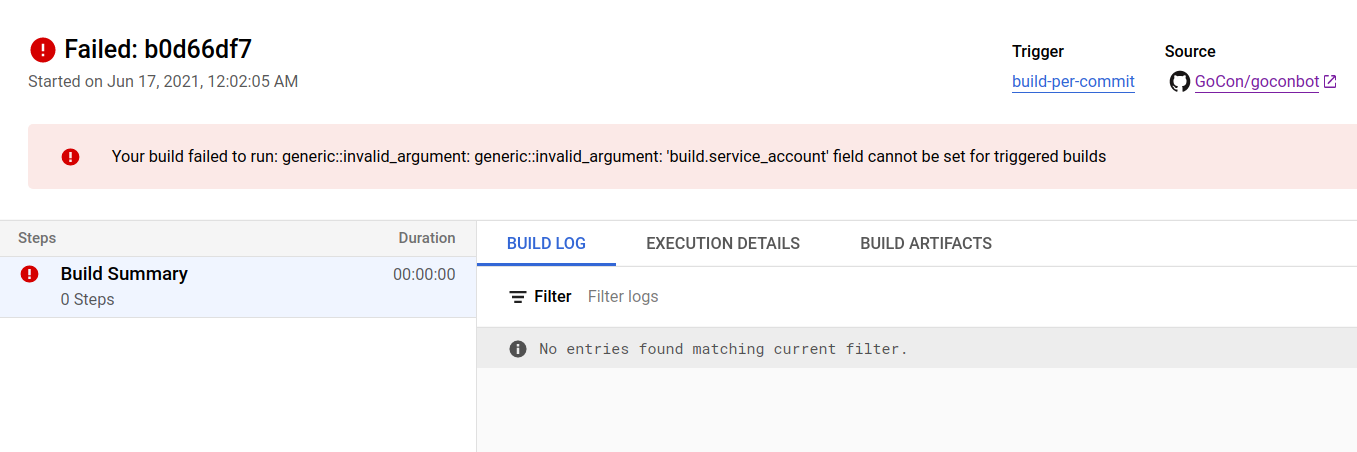 Failed: b0d66df7
Started on Jun 17, 2021, 12:02:05 AM
Trigger
build-per-commit
Source
GoCon/goconbot
Your build failed to run: generic::invalid_argument: generic::invalid_argument: 'build.service_account' field cannot be set for triggered builds
Steps Duration
Build Summary 00:00:00
0 Steps
BUILD LOG EXECUTION DETAILS BUILD ARTIFACTS
Filter Filter logs
No entries found matching current filter.